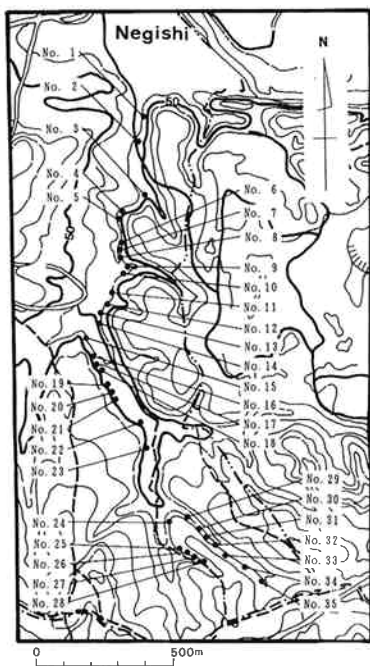 Negishi
No. 1
No. 2
No. 3
No. 4
No. 5
N
50
50
No. 6
No. 7
No. 8
No. 9
No. 10
No. 11
No. 12
No. 13
No. 14
No. 15
No. 16
No. 17
No. 18
No. 19
No. 20
No. 21
No. 22
No. 23
No. 24
No. 25
No. 26
No. 27
No. 28
No. 29
No. 30
No. 31
No. 32
No. 33
No. 34
No. 35
0 500m